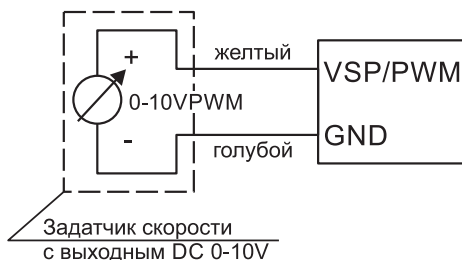 желтый
+
VSP/PWM
0-10VPWM
-
GND
голубой
Задатчик скорости
с выходным DC 0-10V